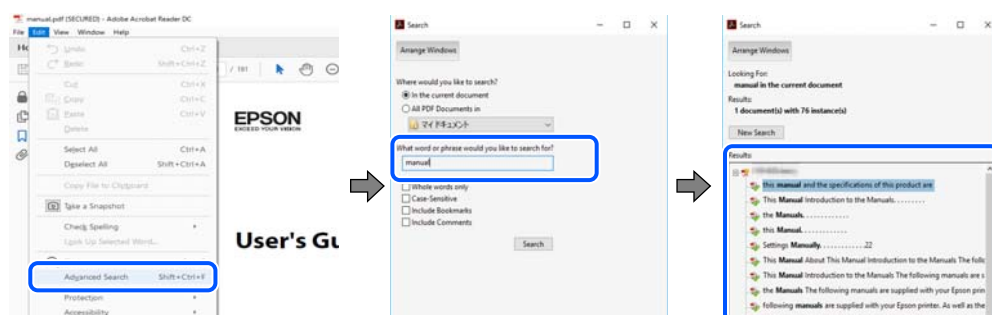 manual.pdf (SECURED) - Adobe Acrobat Reader DC
File Edit View Window Help
Undo Ctrl+Z
Redo Shift+Ctrl+Z
Cut Ctrl+X
Copy Ctrl+C
Paste Ctrl+V
Delete
Select All Ctrl+A
Deselect All Shift+Ctrl+A
Copy File to Clipboard
Take a Snapshot
Check Spelling
Look Up Selected Word...
Advanced Search Shift+Ctrl+F
Protection
Accessibility
/ 181
EPSON
EXCEED YOUR VISION
User's Gu
Search
Arrange Windows
Where would you like to search?
In the current document
All PDF Documents in
マイドキュメント
What word or phrase would you like to search for?
manual
Whole words only
Case-Sensitive
Include Bookmarks
Include Comments
Search
Search
Arrange Windows
Looking For:
manual in the current document
Results:
1 document(s) with 76 instance(s)
New Search
Results:
this manual and the specifications of this product are
This Manual Introduction to the Manuals. . . . . . . .
the Manuals. . . . . . . . . . . . .
this Manual. . . . . . . . . . . . .
Settings Manually. . . . . . . . . . . . .22
This Manual About This Manual Introduction to the Manuals The follc
This Manual Introduction to the Manuals The following manuals are s
the Manuals The following manuals are supplied with your Epson prin
following manuals are supplied with your Epson printer. As well as the